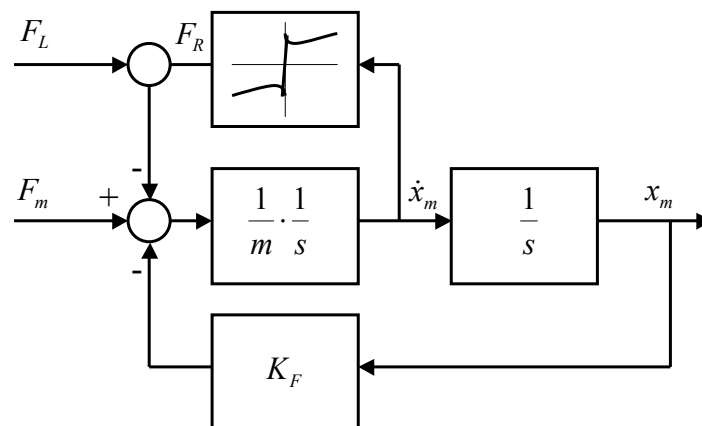 F_L
F_R
-
F_m
+
1/m · 1/s
ẋ_m
1/s
x_m
-
K_F